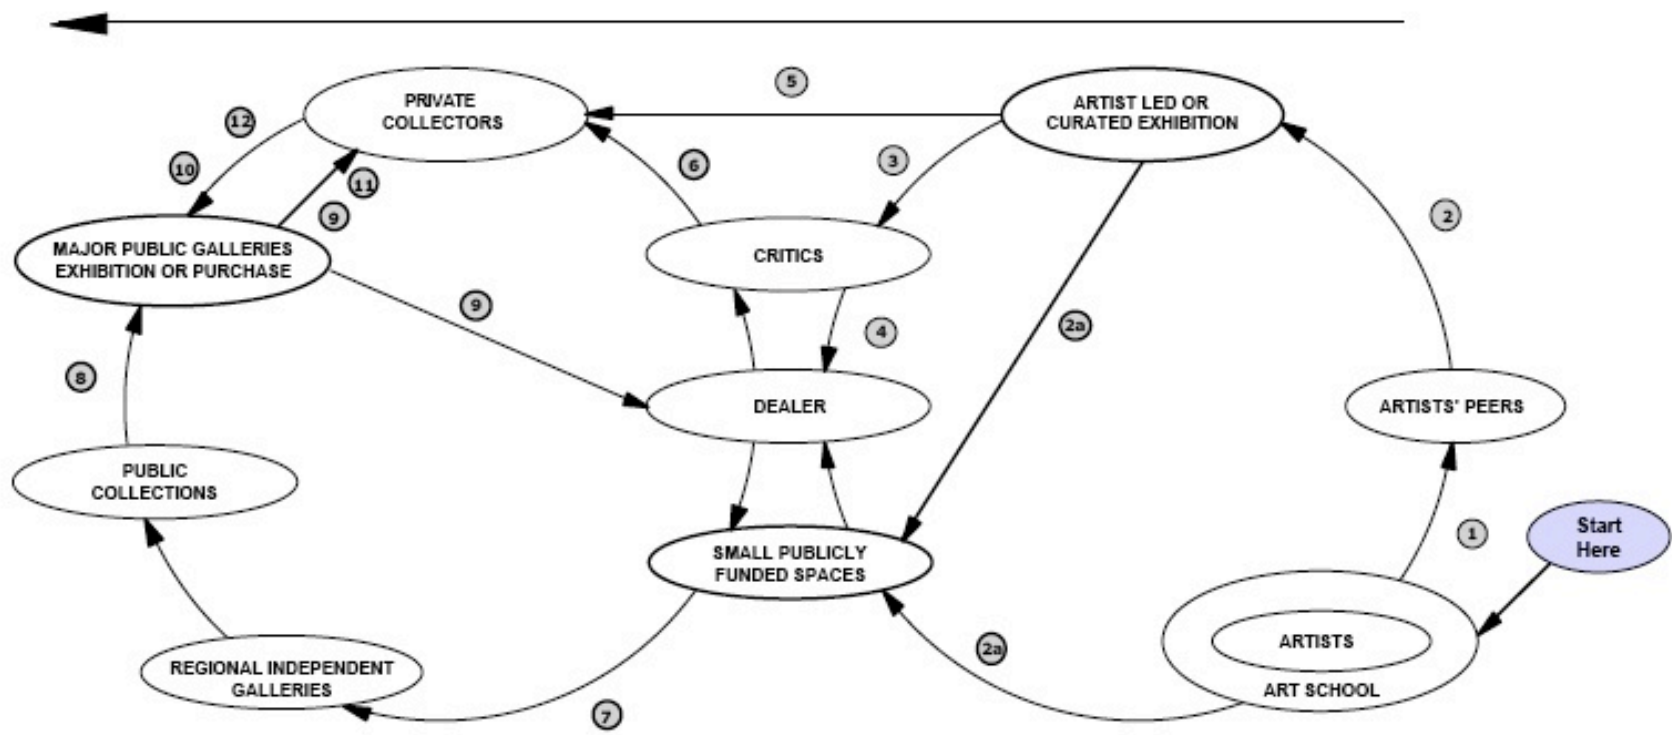 5
PRIVATE
COLLECTORS
ARTIST LED OR
CURATED EXHIBITION
12
10
11
9
6
3
2
MAJOR PUBLIC GALLERIES
EXHIBITION OR PURCHASE
CRITICS
9
4
2a
8
DEALER
ARTISTS' PEERS
PUBLIC
COLLECTIONS
1
Start
Here
SMALL PUBLICLY
FUNDED SPACES
ARTISTS
ART SCHOOL
2a
REGIONAL INDEPENDENT
GALLERIES
7